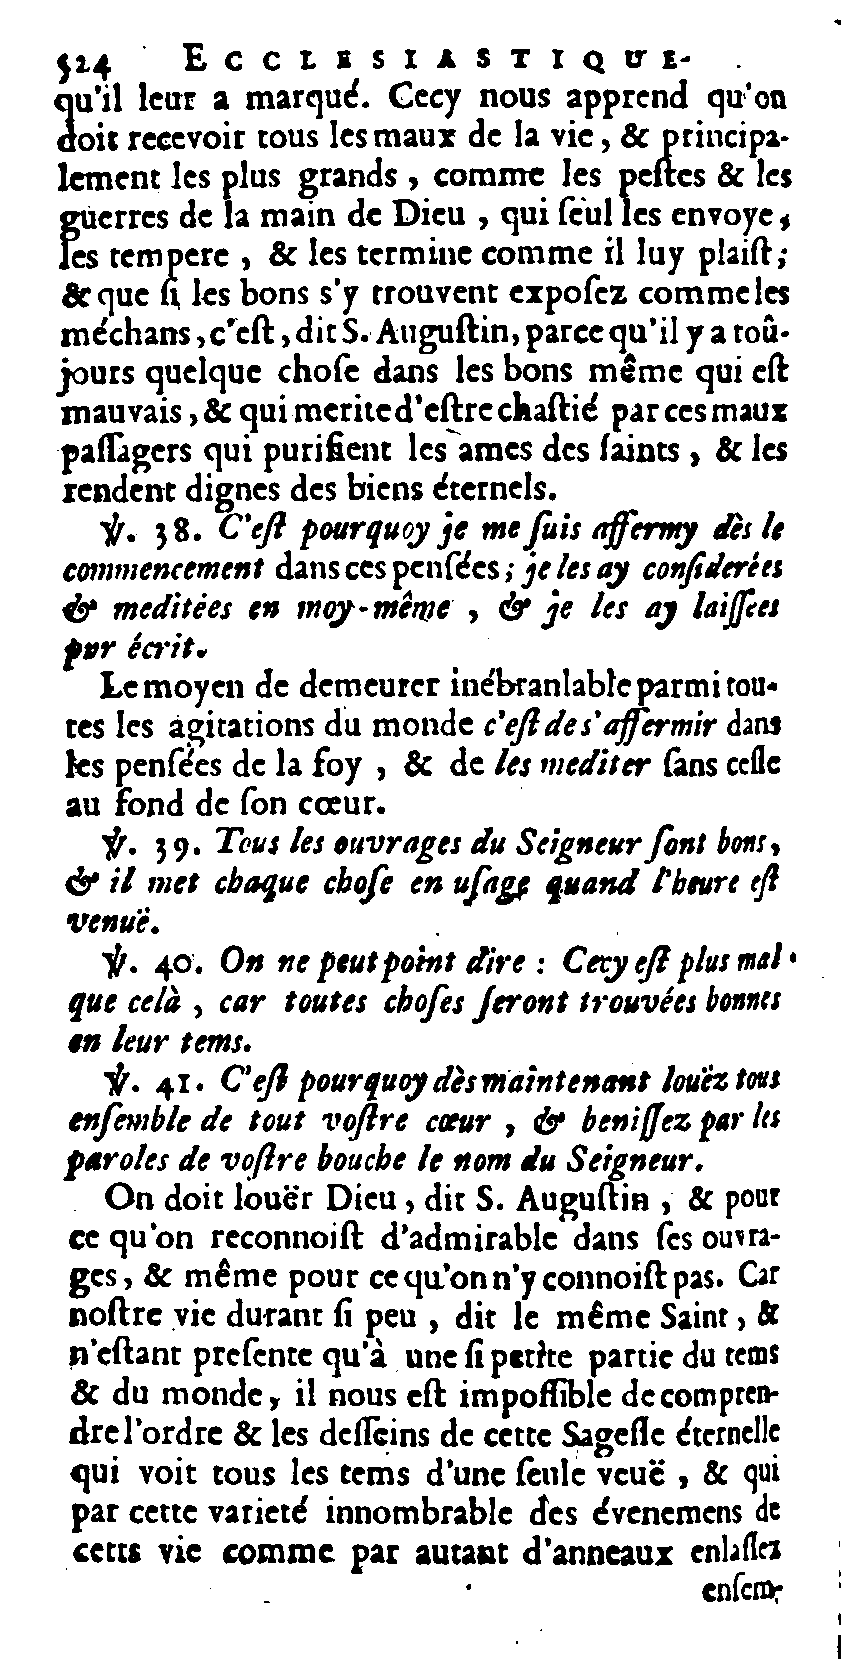 524 ECCLESIASTIQUE.
qu'il leur a marqué. Cecy nous apprend qu'on
doit recevoir tous les maux de la vie, & principa-
lement les plus grands, comme les peſtes & les
guerres de la main de Dieu, qui ſeul les envoye,
les tempere, & les termine comme il luy plaiſt;
& que ſi les bons s'y trouvent expoſez comme les
méchans, c'eſt, dit S. Auguſtin, parce qu'il y a toû-
jours quelque choſe dans les bons même qui eſt
mauvais, & qui merite d'eſtre chaſtié par ces maux
paſſagers qui purifient les ames des ſaints, & les
rendent dignes des biens éternels.
℣. 38. C'eſt pourquoy je me ſuis affermy dès le
commencement dans ces penſées; je les ay conſiderées
& meditées en moy-même, & je les ay laiſſées
par écrit.
Le moyen de demeurer inébranlable parmi tou-
tes les agitations du monde c'eſt de s'affermir dans
les penſées de la foy, & de les mediter ſans ceſſe
au fond de ſon cœur.
℣. 39. Tous les ouvrages du Seigneur ſont bons,
& il met chaque choſe en uſage quand l'heure eſt
venuë.
℣. 40. On ne peut point dire : Cecy eſt plus mal
que celà, car toutes choſes ſeront trouvées bonnes
en leur tems.
℣. 41. C'eſt pourquoy dès maintenant louëz tous
enſemble de tout voſtre cœur, & beniſſez par les
paroles de voſtre bouche le nom du Seigneur.
On doit louër Dieu, dit S. Auguſtin, & pour
ce qu'on reconnoiſt d'admirable dans ſes ouvra-
ges, & même pour ce qu'on n'y connoiſt pas. Car
noſtre vie durant ſi peu, dit le même Saint, &
n'eſtant preſente qu'à une ſi petite partie du tems
& du monde, il nous eſt impoſſible de compren-
dre l'ordre & les deſſeins de cette Sageſſe éternelle
qui voit tous les tems d'une ſeule veuë, & qui
par cette varieté innombrable des évenemens de
cette vie comme par autant d'anneaux enlaſſez
enſem-